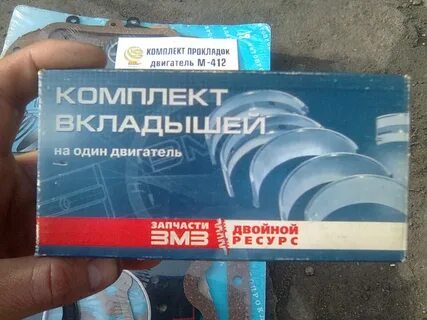 КОМПЛЕКТ ПРОКЛАДОК
двигатель М-412
КОМПЛЕКТ
ВКЛАДЫШЕЙ
на один двигатель
ЗАПЧАСТИ
ЗМЗ
ДВОЙНОЙ
РЕСУРС